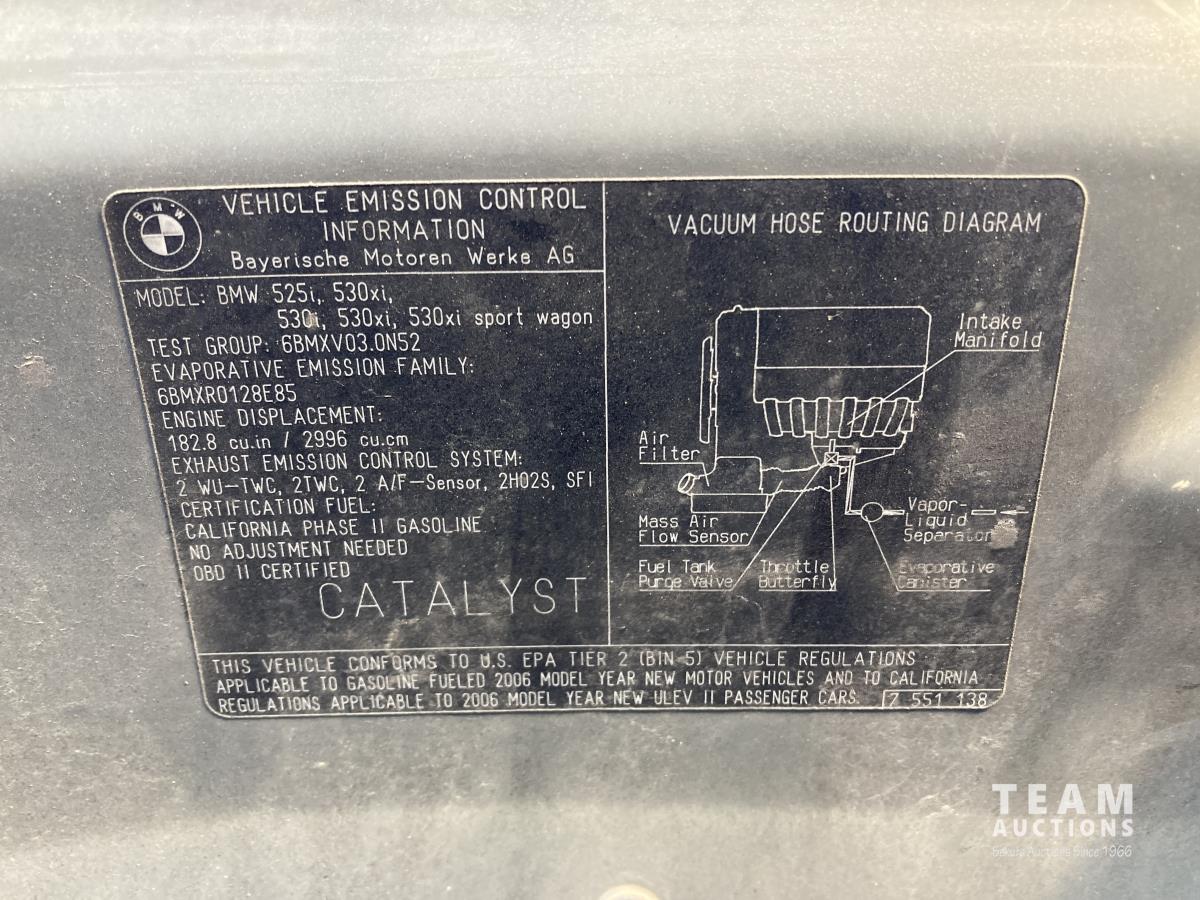 BMW
VEHICLE EMISSION CONTROL
INFORMATION
Bayerische Motoren Werke AG
MODEL: BMW 525i, 530xi,
530i, 530xi, 530xi sport wagon
TEST GROUP: 6BMXV03.0N52
EVAPORATIVE EMISSION FAMILY:
6BMXR0128E85
ENGINE DISPLACEMENT:
182.8 cu.in / 2996 cu.cm
EXHAUST EMISSION CONTROL SYSTEM:
2 WU-TWC, 2TWC, 2 A/F-Sensor, 2HO2S, SFI
CERTIFICATION FUEL:
CALIFORNIA PHASE II GASOLINE
NO ADJUSTMENT NEEDED
OBD II CERTIFIED
CATALYST
VACUUM HOSE ROUTING DIAGRAM
Intake
Manifold
Air
Filter
Mass Air
Flow Sensor
Fuel Tank
Purge Valve
Throttle
Butterfly
Vapor-
Liquid
Separator
Evaporative
Canister
THIS VEHICLE CONFORMS TO U.S. EPA TIER 2 (BIN 5) VEHICLE REGULATIONS
APPLICABLE TO GASOLINE FUELED 2006 MODEL YEAR NEW MOTOR VEHICLES AND TO CALIFORNIA
REGULATIONS APPLICABLE TO 2006 MODEL YEAR NEW ULEV II PASSENGER CARS. 7 551 138
TEAM
AUCTIONS
Auctions Since 1966